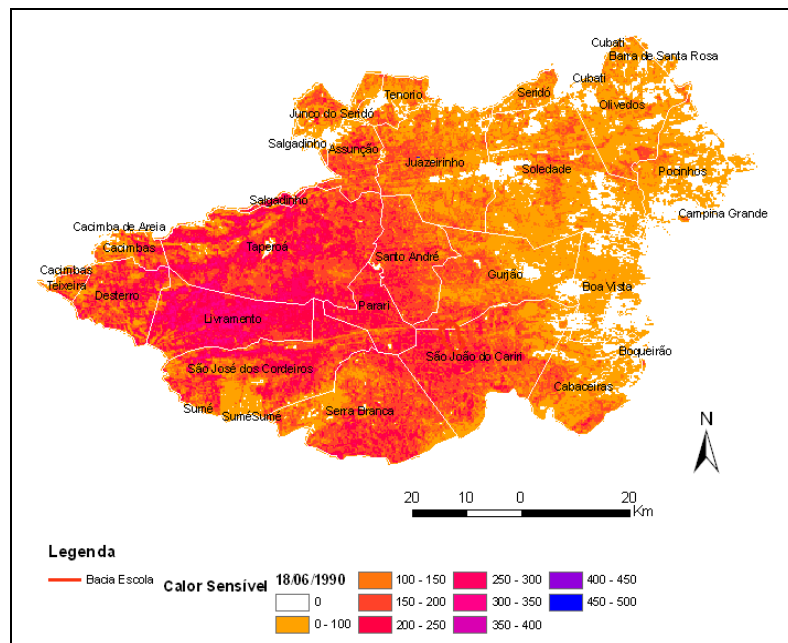 Cubati
Barra de Santa Rosa
Cubati
Tenorio
Seridó
Olivedos
Junco do Seridó
Salgadinho
Assunção
Juazeirinho
Soledade
Pocinhos
Salgadinho
Campina Grande
Cacimba de Areia
Cacimbas
Taperoá
Santo André
Gurjão
Cacimbas
Teixeira
Desterro
Boa Vista
Parari
Livramento
Boqueirão
São João do Cariri
São José dos Cordeiros
Cabaceiras
Sumé
SuméSumé
Serra Branca
N
20 10 0 20
Km
Legenda
Bacia Escola
Calor Sensível
18/06/1990
0
0 - 100
100 - 150
150 - 200
200 - 250
250 - 300
300 - 350
350 - 400
400 - 450
450 - 500